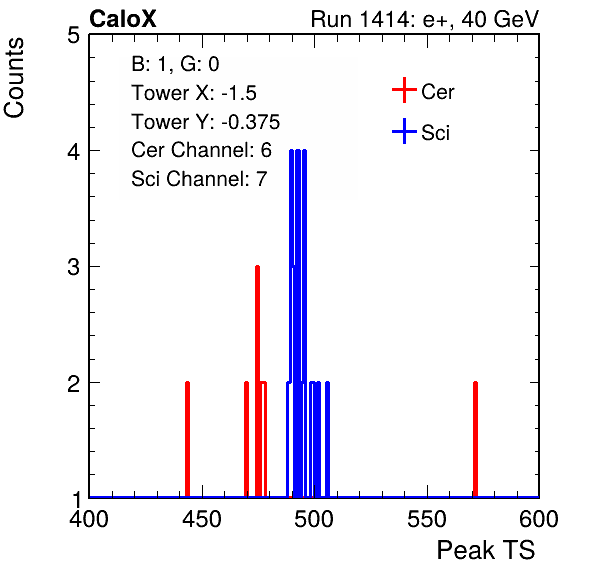 CaloX Run 1414: e+, 40 GeV
Counts
5
4
3
2
1
B: 1, G: 0
Tower X: -1.5
Tower Y: -0.375
Cer Channel: 6
Sci Channel: 7
Cer
Sci
400 450 500 550 600
Peak TS